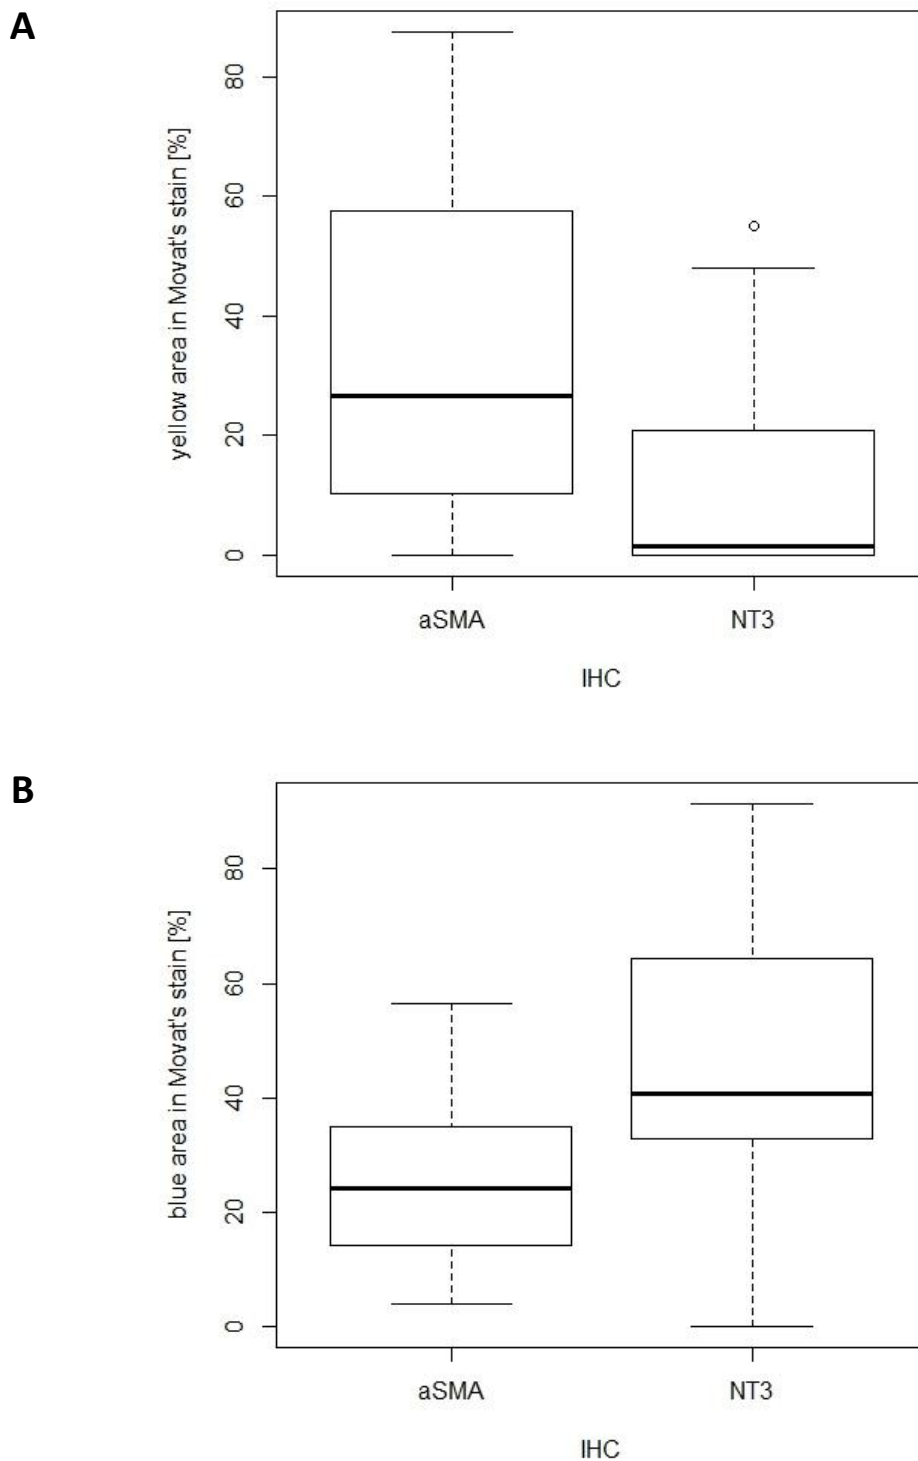 A
yellow area in Movat's stain [%]
80
60
40
20
0
aSMA NT3
IHC
B
blue area in Movat's stain [%]
80
60
40
20
0
aSMA NT3
IHC